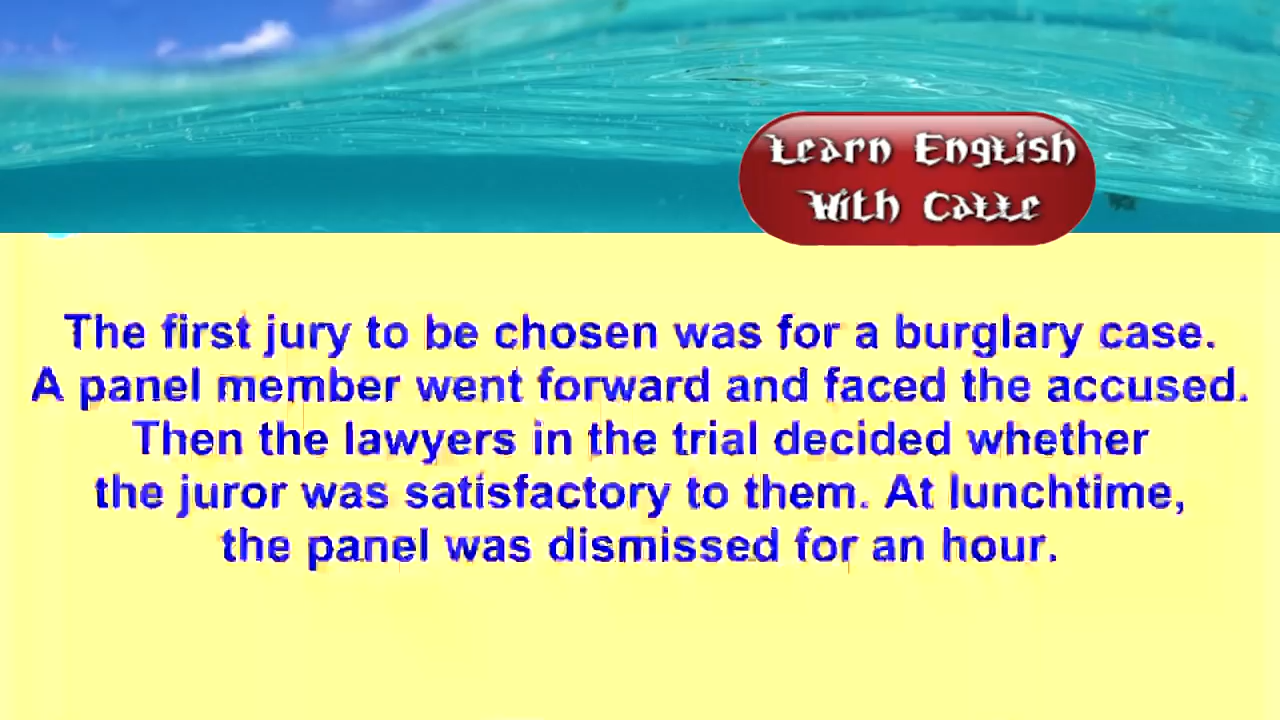 Learn English
With Catte
The first jury to be chosen was for a burglary case.
A panel member went forward and faced the accused.
Then the lawyers in the trial decided whether
the juror was satisfactory to them. At lunchtime,
the panel was dismissed for an hour.